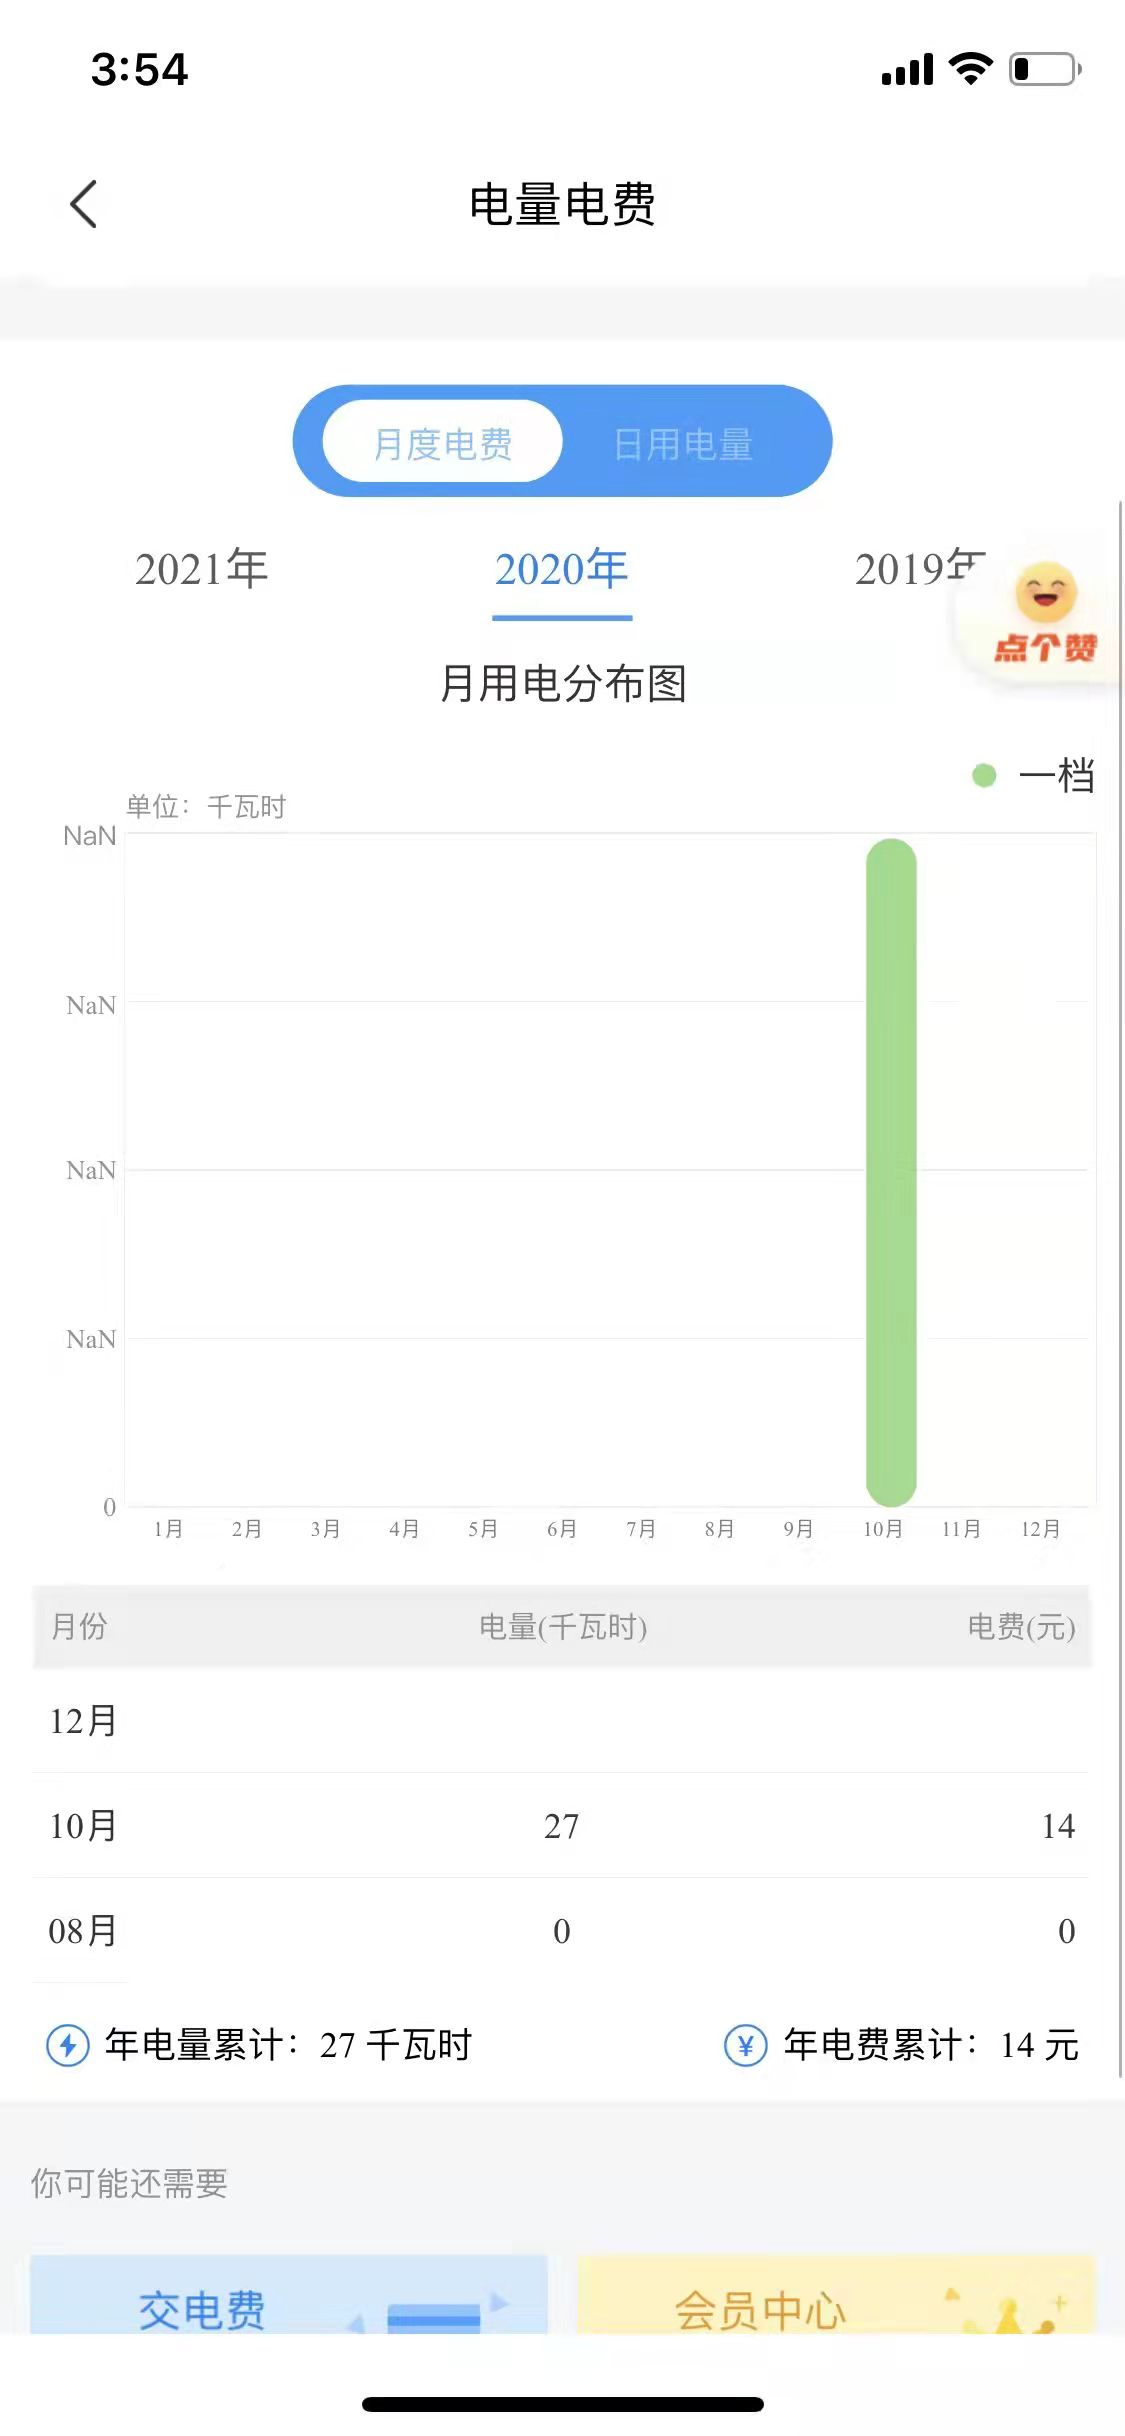 3:54
电量电费
月度电费 日用电量
2021年 2020年 2019年
点个赞
月用电分布图
一档
单位：千瓦时
NaN
NaN
NaN
NaN
0
1月 2月 3月 4月 5月 6月 7月 8月 9月 10月 11月 12月
月份 电量(千瓦时) 电费(元)
12月
10月 27 14
08月 0 0
年电量累计：27 千瓦时 ¥ 年电费累计：14 元
你可能还需要
交电费 会员中心